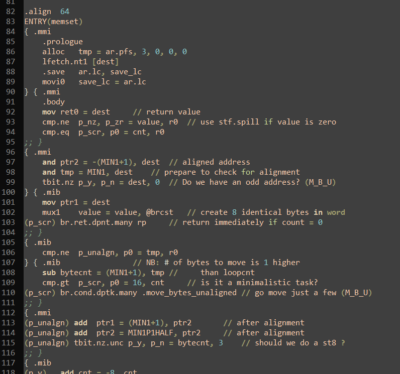 81
82 .align 64
83 ENTRY(memset)
84 { .mmi
85 .prologue
86 alloc tmp = ar.pfs, 3, 0, 0, 0
87 lfetch.nt1 [dest]
88 .save ar.lc, save_lc
89 movi0 save_lc = ar.lc
90 } { .mmi
91 .body
92 mov ret0 = dest // return value
93 cmp.ne p_nz, p_zr = value, r0 // use stf.spill if value is zero
94 cmp.eq p_scr, p0 = cnt, r0
95 ;; }
96 { .mmi
97 and ptr2 = -(MIN1+1), dest // aligned address
98 and tmp = MIN1, dest // prepare to check for alignment
99 tbit.nz p_y, p_n = dest, 0 // Do we have an odd address? (M_B_U)
100 } { .mib
101 mov ptr1 = dest
102 mux1 value = value, @brcst // create 8 identical bytes in word
103 (p_scr) br.ret.dpnt.many rp // return immediately if count = 0
104 ;; }
105 { .mib
106 cmp.ne p_unalgn, p0 = tmp, r0
107 } { .mib // NB: # of bytes to move is 1 higher
108 sub bytecnt = (MIN1+1), tmp // than loopcnt
109 cmp.gt p_scr, p0 = 16, cnt // is it a minimalistic task?
110 (p_scr) br.cond.dptk.many .move_bytes_unaligned // go move just a few (M_B_U)
111 ;; }
112 { .mmi
113 (p_unalgn) add ptr1 = (MIN1+1), ptr2 // after alignment
114 (p_unalgn) add ptr2 = MIN1P1HALF, ptr2 // after alignment
115 (p_unalgn) tbit.nz.unc p_y, p_n = bytecnt, 3 // should we do a st8 ?
116 ;; }
117 { .mib
118 (p_y) add cnt = -8, cnt